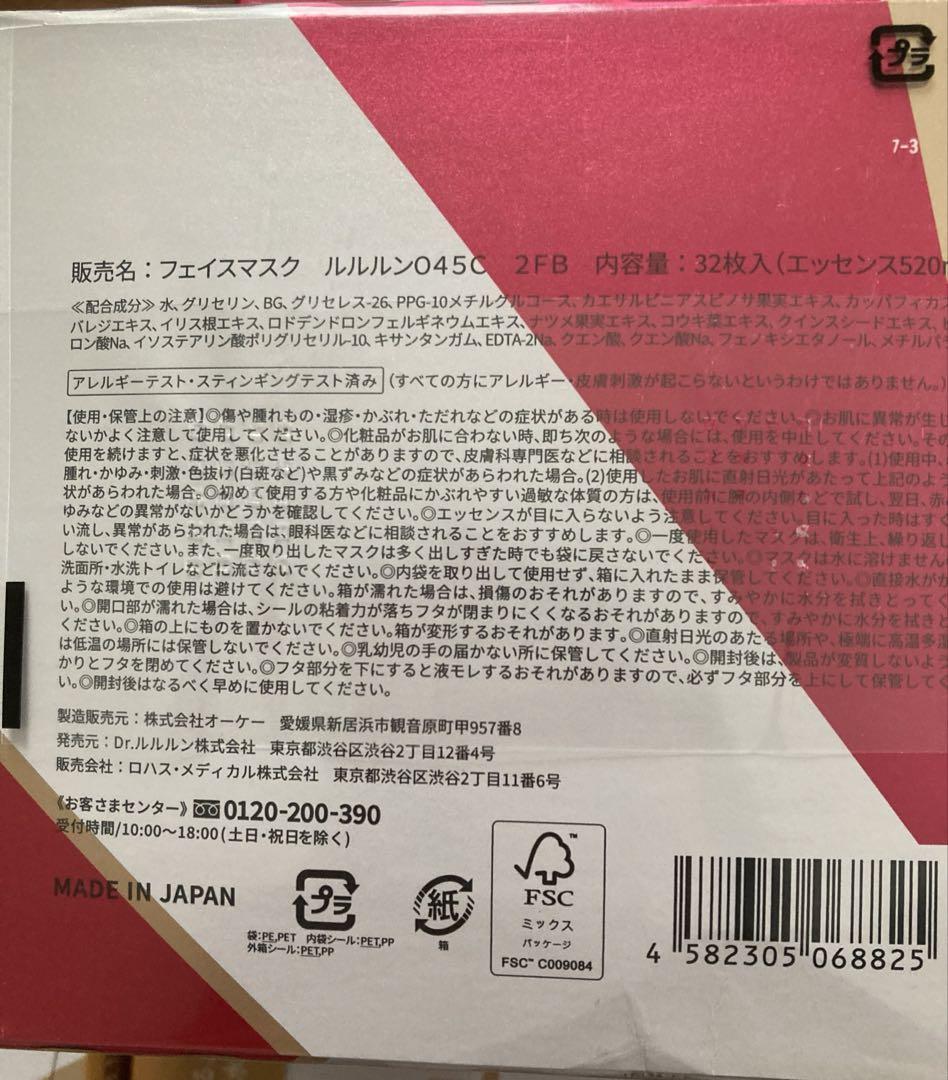 プラ
7-3
販売名：フェイスマスク　ルルルンO45C　2FB　内容量：32枚入(エッセンス520m
≪配合成分≫水、グリセリン、BG、グリセレス-26、PPG-10メチルグルコース、カエサルピニアスピノサ果実エキス、カッパフィカ
バレジエキス、イリス根エキス、ロドデンドロンフェルギネウムエキス、ナツメ果実エキス、コウキ菜エキス、クインスシードエキス、
ロン酸Na、イソステアリン酸ポリグリセリル-10、キサンタンガム、EDTA-2Na、クエン酸、クエン酸Na、フェノキシエタノール、メチルパラ
アレルギーテスト・スティンギングテスト済み (すべての方にアレルギー・皮膚刺激が起こらないというわけではありません。)
【使用・保管上の注意】◎傷や腫れもの・湿疹・かぶれ・ただれなどの症状がある時は使用しないでください。◎お肌に異常が生じ
ないかよく注意して使用してください。◎化粧品がお肌に合わない時、即ち次のような場合には、使用を中止してください。その
使用を続けますと、症状を悪化させることがありますので、皮膚科専門医などに相談されることをおすすめします。(1)使用中、
腫れ・かゆみ・刺激・色抜け(白斑など)や黒ずみなどの症状があらわれた場合。(2)使用したお肌に直射日光があたって上記のよう
状があらわれた場合。◎初めて使用する方や化粧品にかぶれやすい過敏な体質の方は、使用前に腕の内側などで試し、翌日、赤
ゆみなどの異常がないかどうかを確認してください。◎エッセンスが目に入らないよう注意してください。目に入った時はすぐ
い流し、異常があらわれた場合は、眼科医などに相談されることをおすすめします。◎一度使用したマスクは、衛生上、繰り返し
しないでください。また、一度取り出したマスクは多く出しすぎた時でも袋に戻さないでください。◎マスクは水に溶けません
洗面所・水洗トイレなどに流さないでください。◎内袋を取り出して使用せず、箱に入れたまま保管してください。◎直接水がか
ような環境での使用は避けてください。箱が濡れた場合は、損傷のおそれがありますので、すみやかに水分を拭きとってく
い。◎開口部が濡れた場合は、シールの粘着力が落ちフタが閉まりにくくなるおそれがありますので、すみやかに水分を拭きと
ください。◎箱の上にものを置かないでください。箱が変形するおそれがあります。◎直射日光のあたる場所や、極端に高温多湿
は低温の場所には保管しないでください。◎乳幼児の手の届かない所に保管してください。◎開封後は、製品が変質しないよう
かりとフタを閉めてください。◎フタ部分を下にすると液モレするおそれがありますので、必ずフタ部分を上にして保管してく
い。◎開封後はなるべく早めに使用してください。
製造販売元：株式会社オーケー　愛媛県新居浜市観音原町甲957番8
発売元：Dr.ルルルン株式会社　東京都渋谷区渋谷2丁目12番4号
販売会社：ロハス・メディカル株式会社　東京都渋谷区渋谷2丁目11番6号
《お客さまセンター》0120-200-390
受付時間/10:00〜18:00(土日・祝日を除く)
MADE IN JAPAN
プラ
袋：PE,PET　内袋シール：PET,PP
外箱シール：PET,PP
紙
箱
FSC
ミックス
パッケージ
FSC™ C009084
4 582305 068825